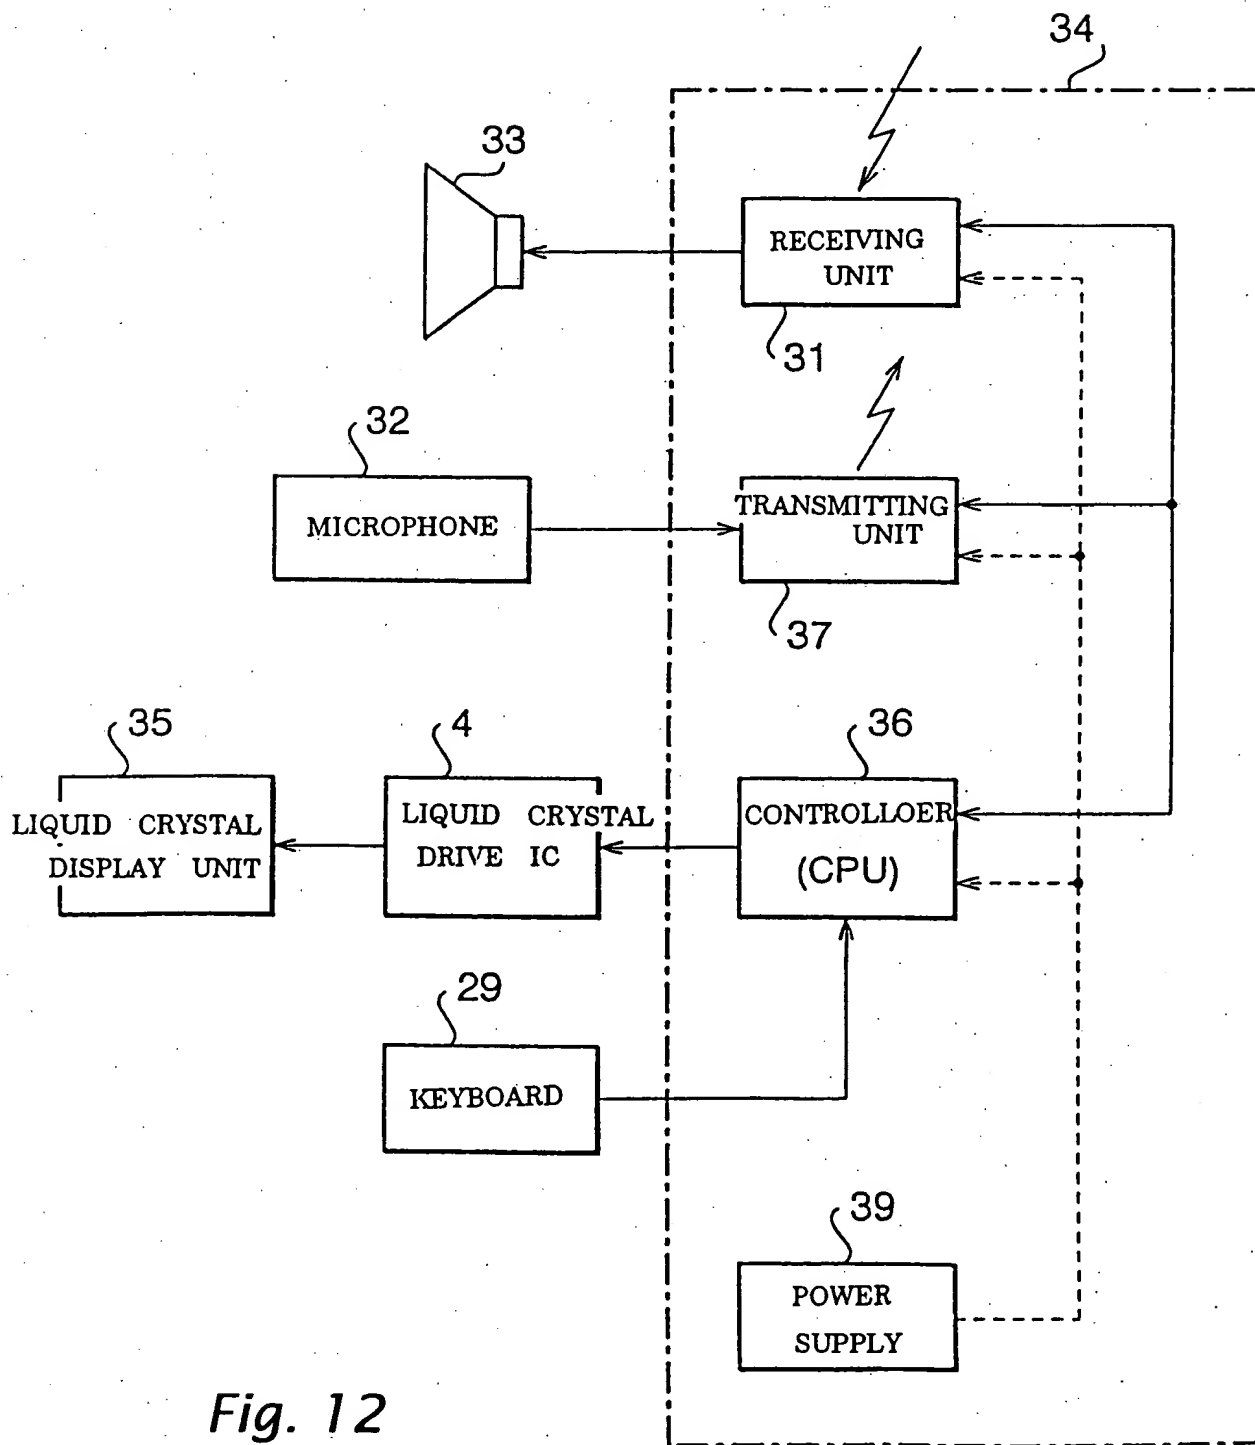 34
33
RECEIVING
UNIT
31
32
MICROPHONE
TRANSMITTING
UNIT
37
35
LIQUID CRYSTAL
DISPLAY UNIT
4
LIQUID CRYSTAL
DRIVE IC
36
CONTROLLOER
(CPU)
29
KEYBOARD
39
POWER
SUPPLY
Fig. 12